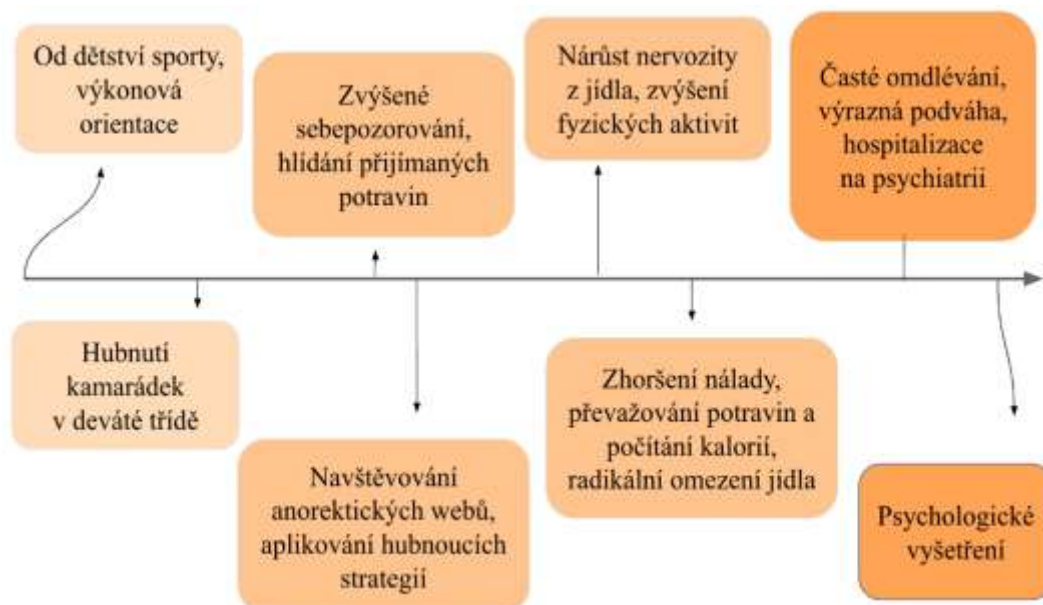 Od dětství sporty,
výkonová
orientace
Hubnutí
kamarádek
v deváté třídě
Zvýšené
sebepozorování,
hlídání přijimaných
potravin
Navštěvování
anorektických webů,
aplikování hubnoucích
strategií
Nárůst nervozity
z jídla, zvýšení
fyzických aktivit
Zhoršení nálady,
převažování potravin a
počítání kalorií,
radikální omezení jídla
Časté omdlévání,
výrazná podváha,
hospitalizace
na psychiatrii
Psychologické
vyšetření